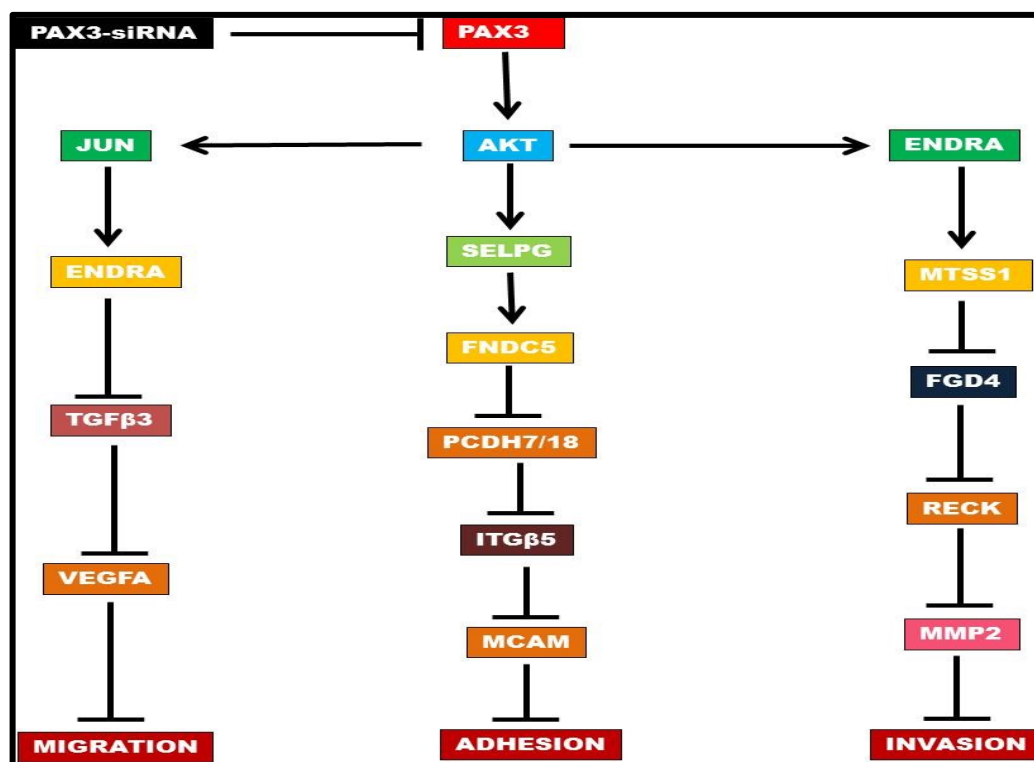 PAX3-siRNA PAX3
JUN AKT ENDRA
SELPG
ENDRA MTSS1
FNDC5
FGD4
TGFβ3
PCDH7/18
RECK
ITGβ5
VEGFA
MCAM MMP2
MIGRATION ADHESION INVASION